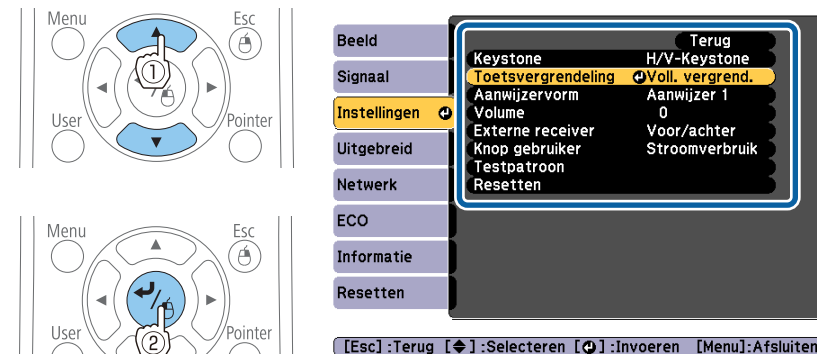 Menu
Esc
①
User
Pointer
Menu
Esc
②
User
Pointer
Beeld
Signaal
Instellingen
Uitgebreid
Netwerk
ECO
Informatie
Resetten
Terug
Keystone H/V-Keystone
Toetsvergrendeling Voll. vergrend.
Aanwijzervorm Aanwijzer 1
Volume 0
Externe receiver Voor/achter
Knop gebruiker Stroomverbruik
Testpatroon
Resetten
[Esc] :Terug [◆] :Selecteren [⏎] :Invoeren [Menu]:Afsluiten